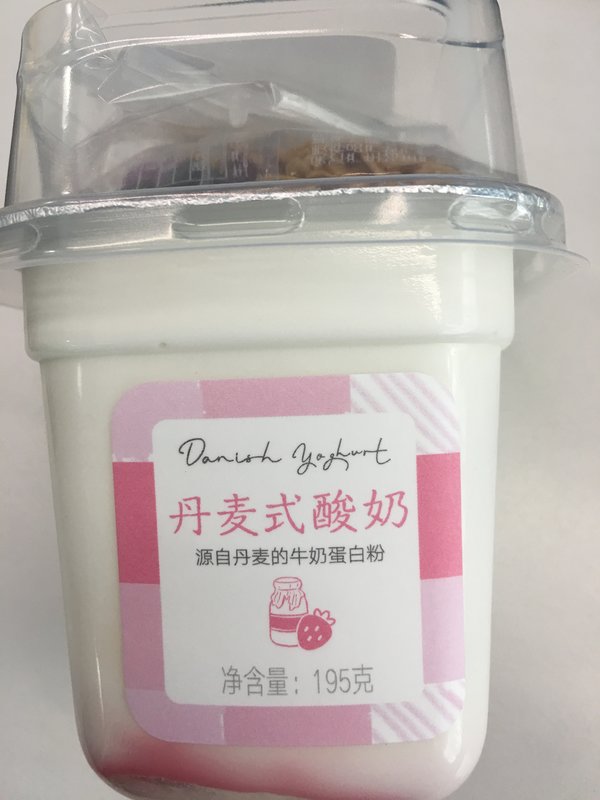 Danish Yoghurt
丹麦式酸奶
源自丹麦的牛奶蛋白粉
净含量：195克